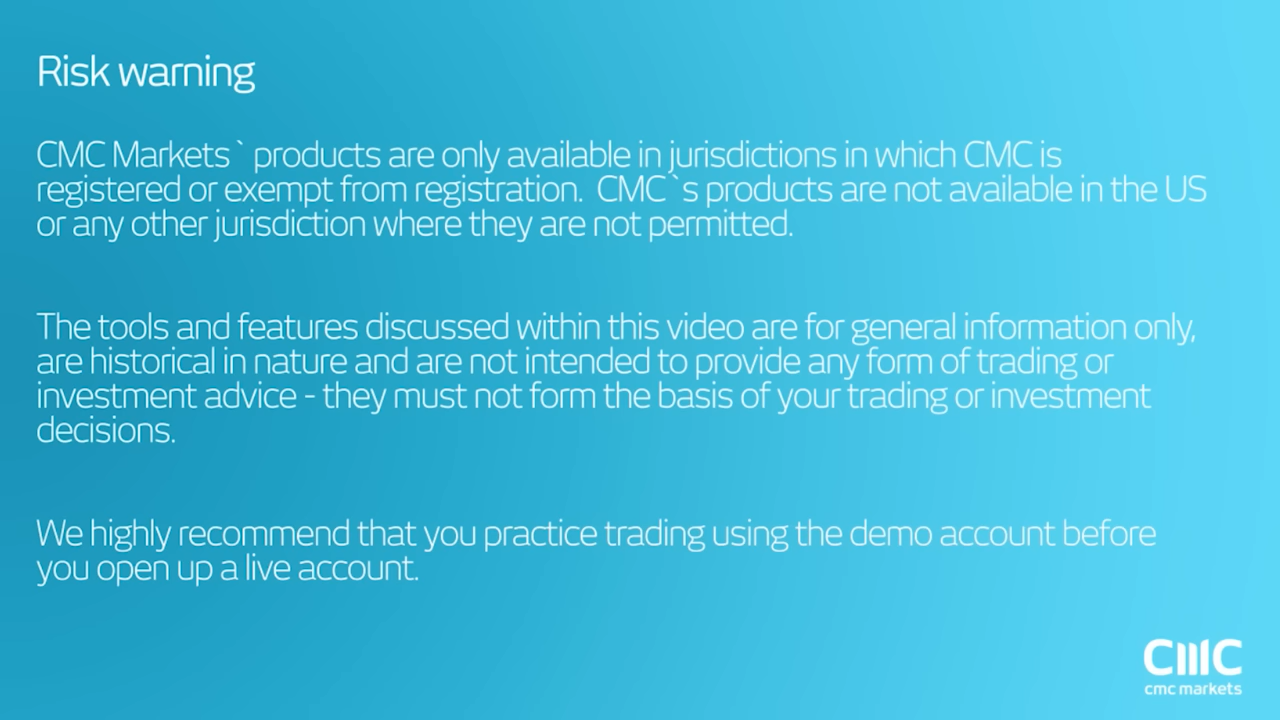 Risk warning
CMC Markets` products are only available in jurisdictions in which CMC is
registered or exempt from registration.  CMC`s products are not available in the US
or any other jurisdiction where they are not permitted.
The tools and features discussed within this video are for general information only,
are historical in nature and are not intended to provide any form of trading or
investment advice - they must not form the basis of your trading or investment
decisions.
We highly recommend that you practice trading using the demo account before
you open up a live account.
CMC
cmc markets